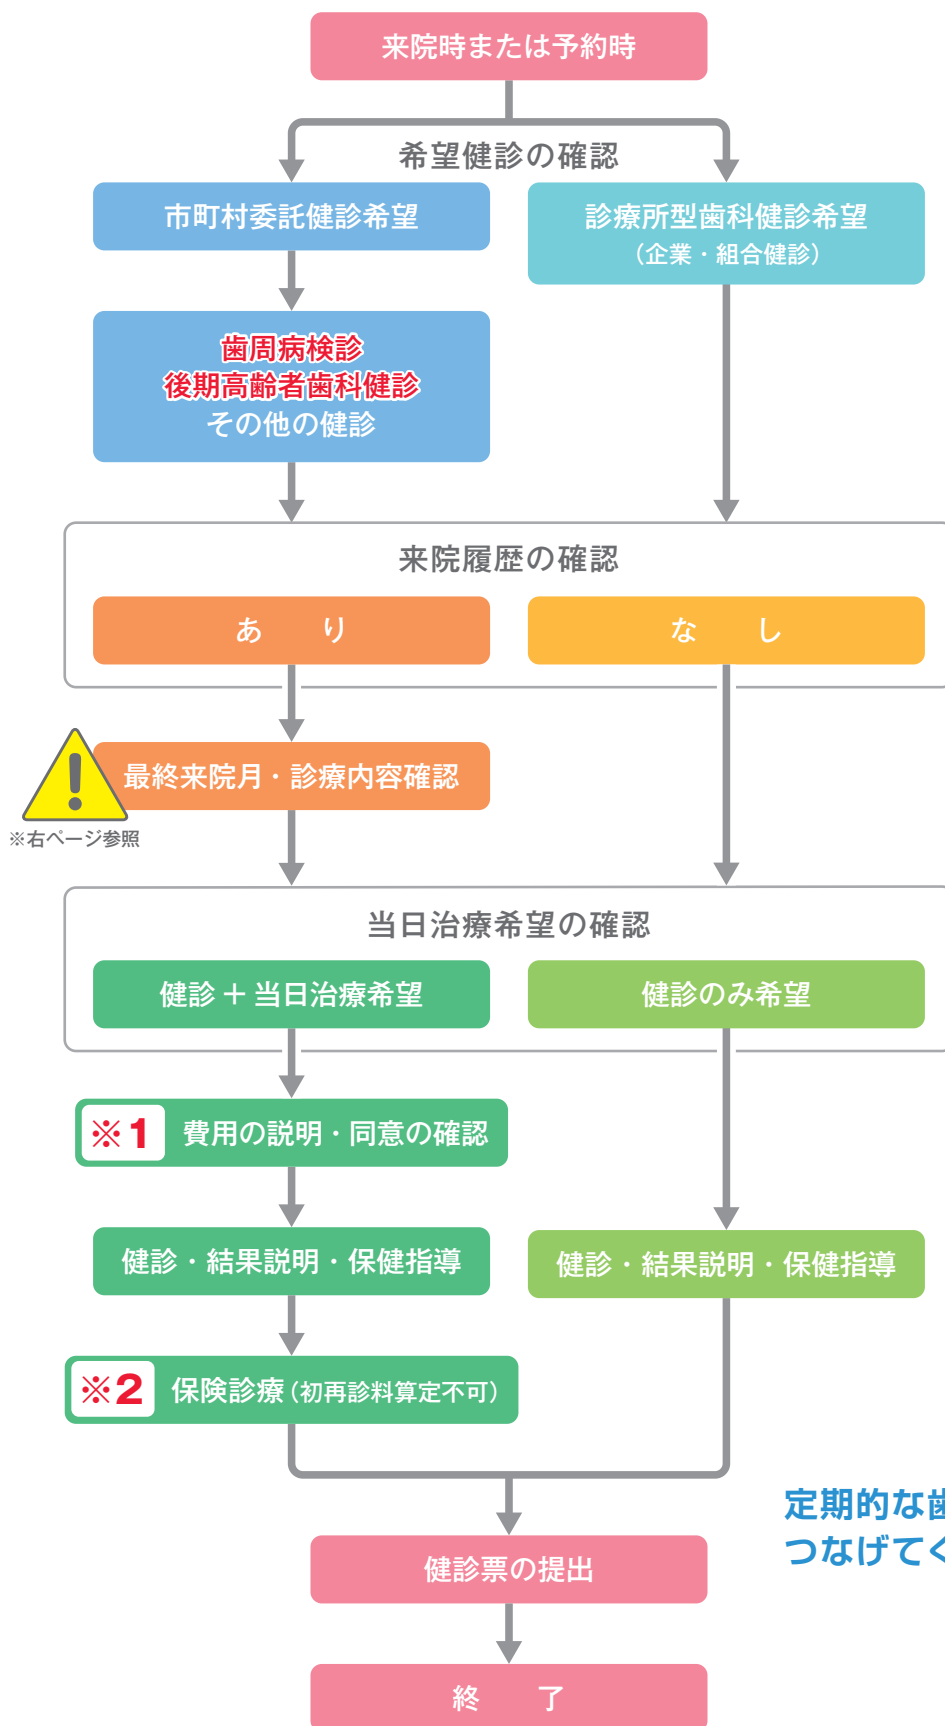 来院時または予約時
希望健診の確認
市町村委託健診希望
診療所型歯科健診希望
（企業・組合健診）
歯周病検診
後期高齢者歯科健診
その他の健診
来院履歴の確認
あ　り
な　し
最終来院月・診療内容確認
※右ページ参照
当日治療希望の確認
健診＋当日治療希望
健診のみ希望
※1 費用の説明・同意の確認
健診・結果説明・保健指導
健診・結果説明・保健指導
※2 保険診療（初再診料算定不可）
定期的な歯
つなげてく
健診票の提出
終　了